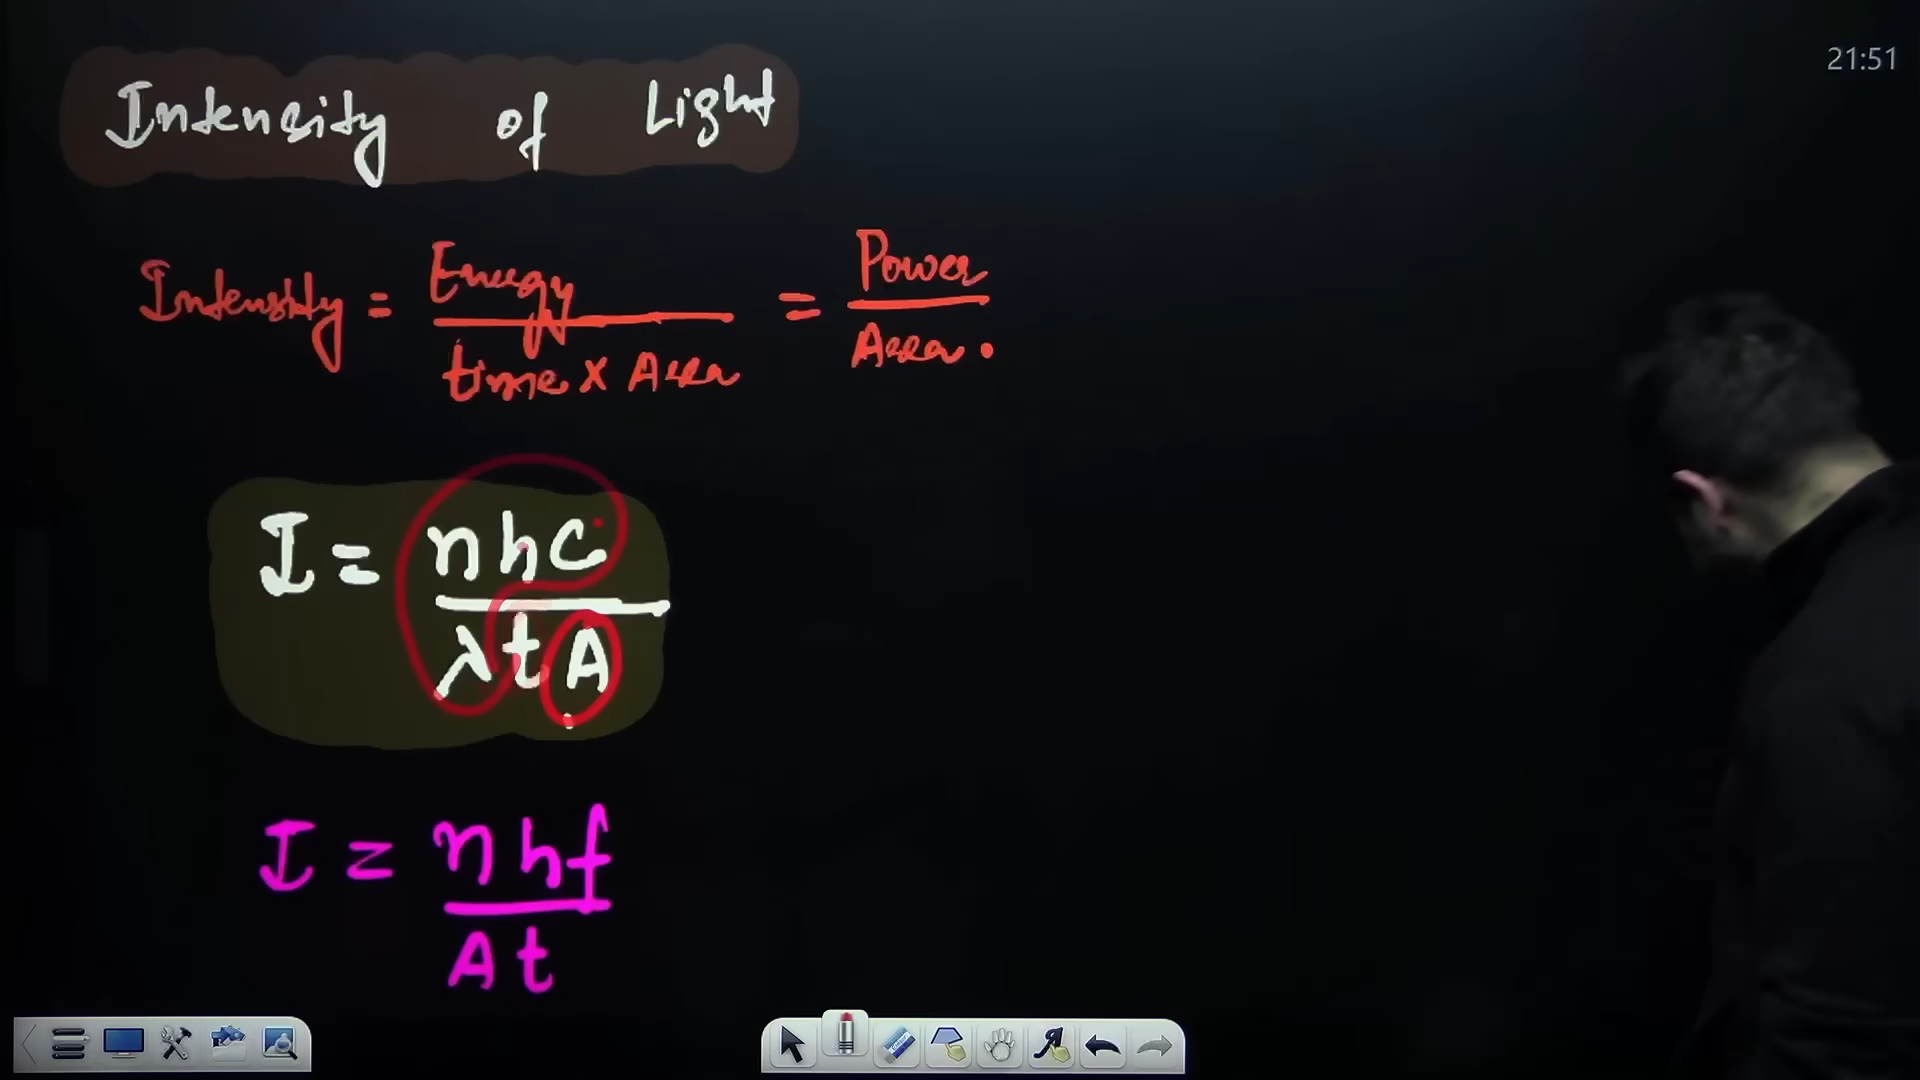 21:51
Intensity of Light
Intensity = Energy / time x Area = Power / Area.
I = nhc / λtA
I = nhf / At